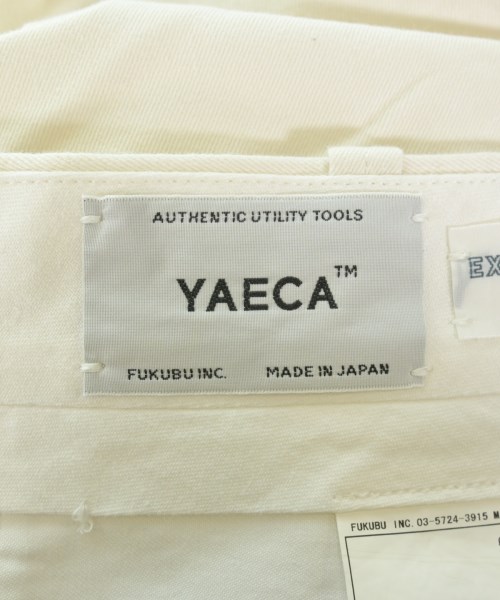 AUTHENTIC UTILITY TOOLS
YAECA™
FUKUBU INC. MADE IN JAPAN
EX
FUKUBU INC. 03-5724-3915 M